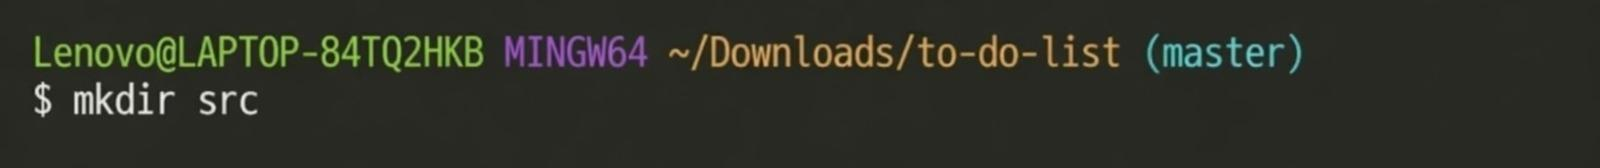 Lenovo@LAPTOP-84TQ2HKB MINGW64 ~/Downloads/to-do-list (master)
$ mkdir src